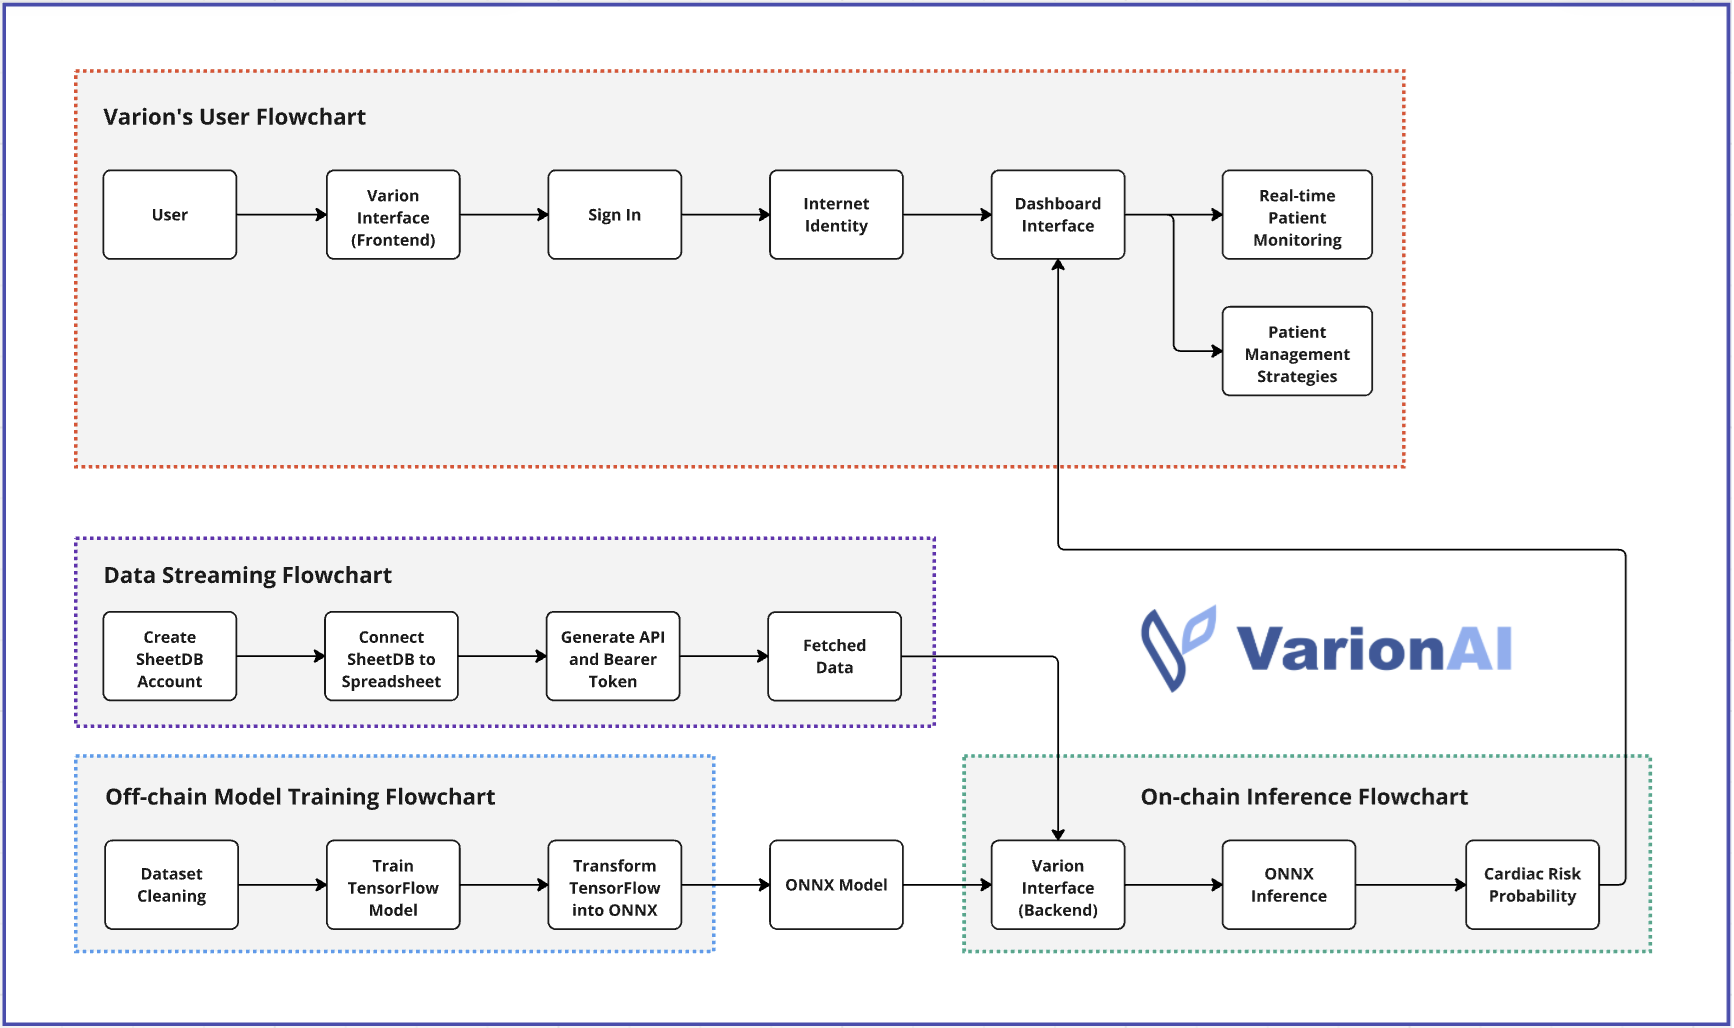 Varion's User Flowchart
User
Varion
Interface
(Frontend)
Sign In
Internet
Identity
Dashboard
Interface
Real-time
Patient
Monitoring
Patient
Management
Strategies
Data Streaming Flowchart
Create
SheetDB
Account
Connect
SheetDB to
Spreadsheet
Generate API
and Bearer
Token
Fetched
Data
VarionAI
Off-chain Model Training Flowchart
Dataset
Cleaning
Train
TensorFlow
Model
Transform
TensorFlow
into ONNX
ONNX Model
On-chain Inference Flowchart
Varion
Interface
(Backend)
ONNX
Inference
Cardiac Risk
Probability